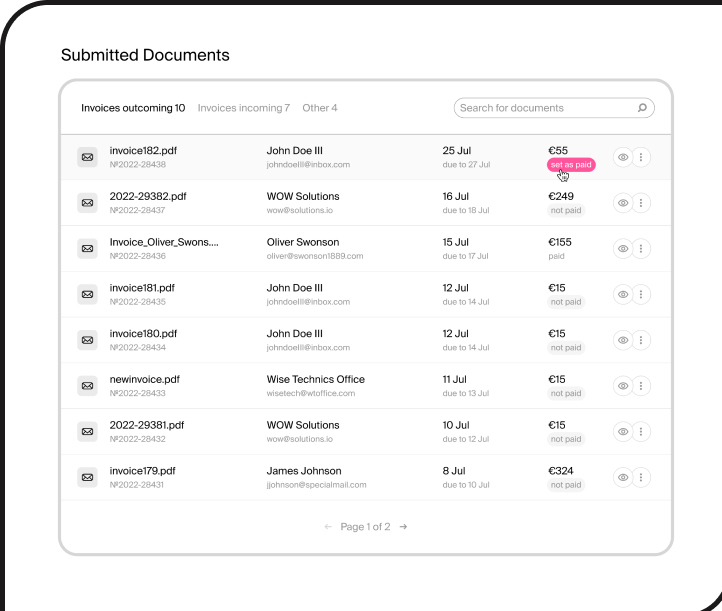 Submitted Documents
Invoices outcoming 10 Invoices incoming 7 Other 4 Search for documents
invoice182.pdf John Doe III 25 Jul €55
№2022-28438 johndoeIII@inbox.com due to 27 Jul set as paid
2022-29382.pdf WOW Solutions 16 Jul €249
№2022-28437 wow@solutions.io due to 18 Jul not paid
Invoice_Oliver_Swons.... Oliver Swonson 15 Jul €155
№2022-28436 oliver@swonson1889.com due to 17 Jul paid
invoice181.pdf John Doe III 12 Jul €15
№2022-28435 johndoeIII@inbox.com due to 14 Jul not paid
invoice180.pdf John Doe III 12 Jul €15
№2022-28434 johndoeIII@inbox.com due to 14 Jul not paid
newinvoice.pdf Wise Technics Office 11 Jul €15
№2022-28433 wisetech@wtoffice.com due to 13 Jul not paid
2022-29381.pdf WOW Solutions 10 Jul €15
№2022-28432 wow@solutions.io due to 12 Jul not paid
invoice179.pdf James Johnson 8 Jul €324
№2022-28431 jjohnson@specialmail.com due to 10 Jul not paid
← Page 1 of 2 →